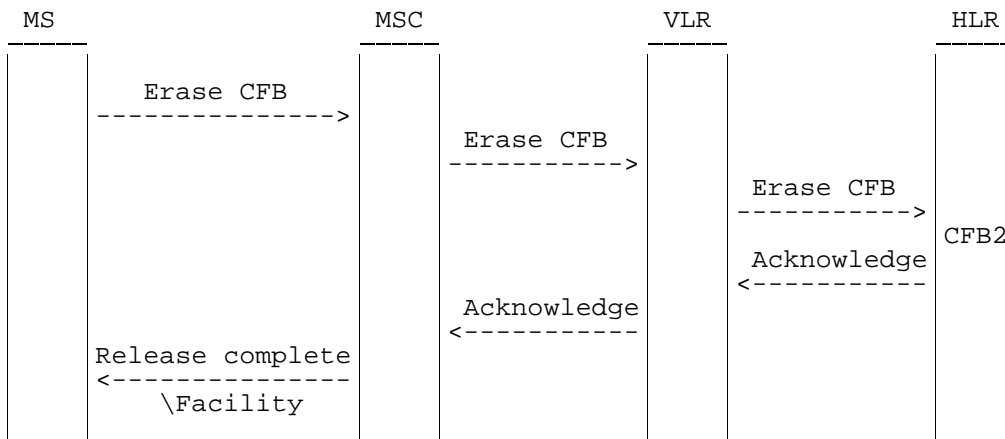 MS MSC VLR HLR
Erase CFB
--------------->
Erase CFB
----------->
Erase CFB
----------->
CFB2
Acknowledge
<-----------
Acknowledge
<-----------
Release complete
<---------------
\Facility